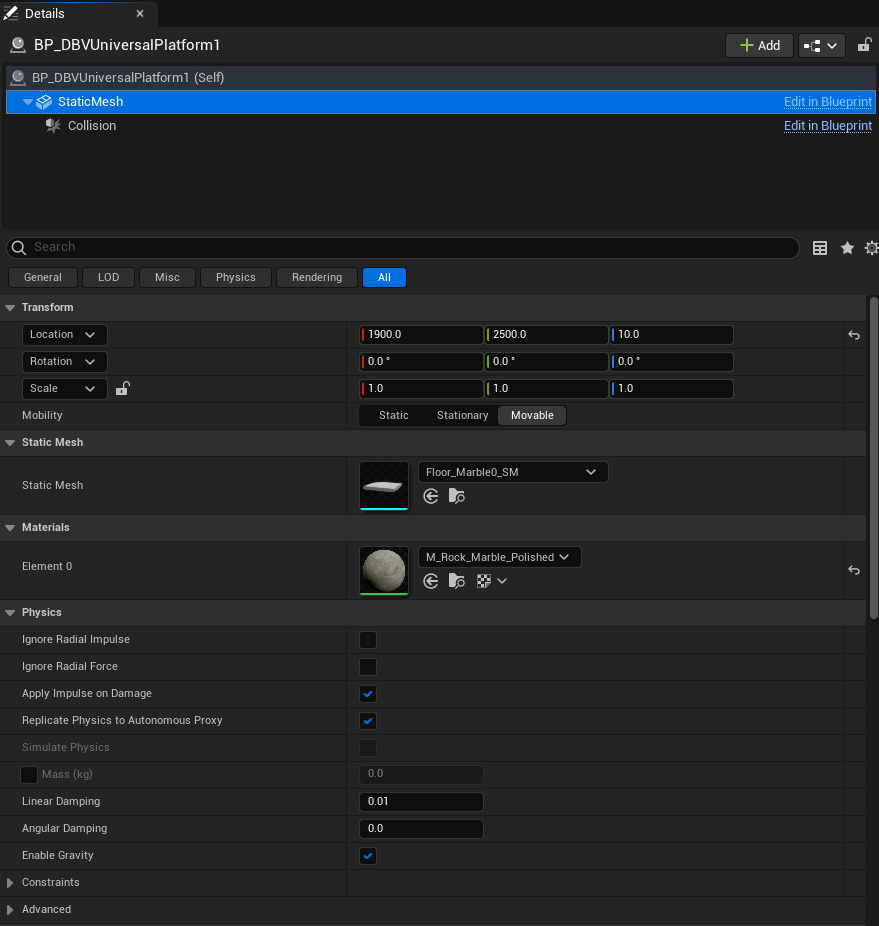 Details
BP_DBVUniversalPlatform1
Add
BP_DBVUniversalPlatform1 (Self)
StaticMesh Edit in Blueprint
Collision Edit in Blueprint
Search
General LOD Misc Physics Rendering All
Transform
Location 1900.0 2500.0 10.0
Rotation 0.0 ° 0.0 ° 0.0 °
Scale 1.0 1.0 1.0
Mobility Static Stationary Movable
Static Mesh
Static Mesh Floor_Marble0_SM
Materials
Element 0 M_Rock_Marble_Polished
Physics
Ignore Radial Impulse
Ignore Radial Force
Apply Impulse on Damage
Replicate Physics to Autonomous Proxy
Simulate Physics
Mass (kg) 0.0
Linear Damping 0.01
Angular Damping 0.0
Enable Gravity
Constraints
Advanced